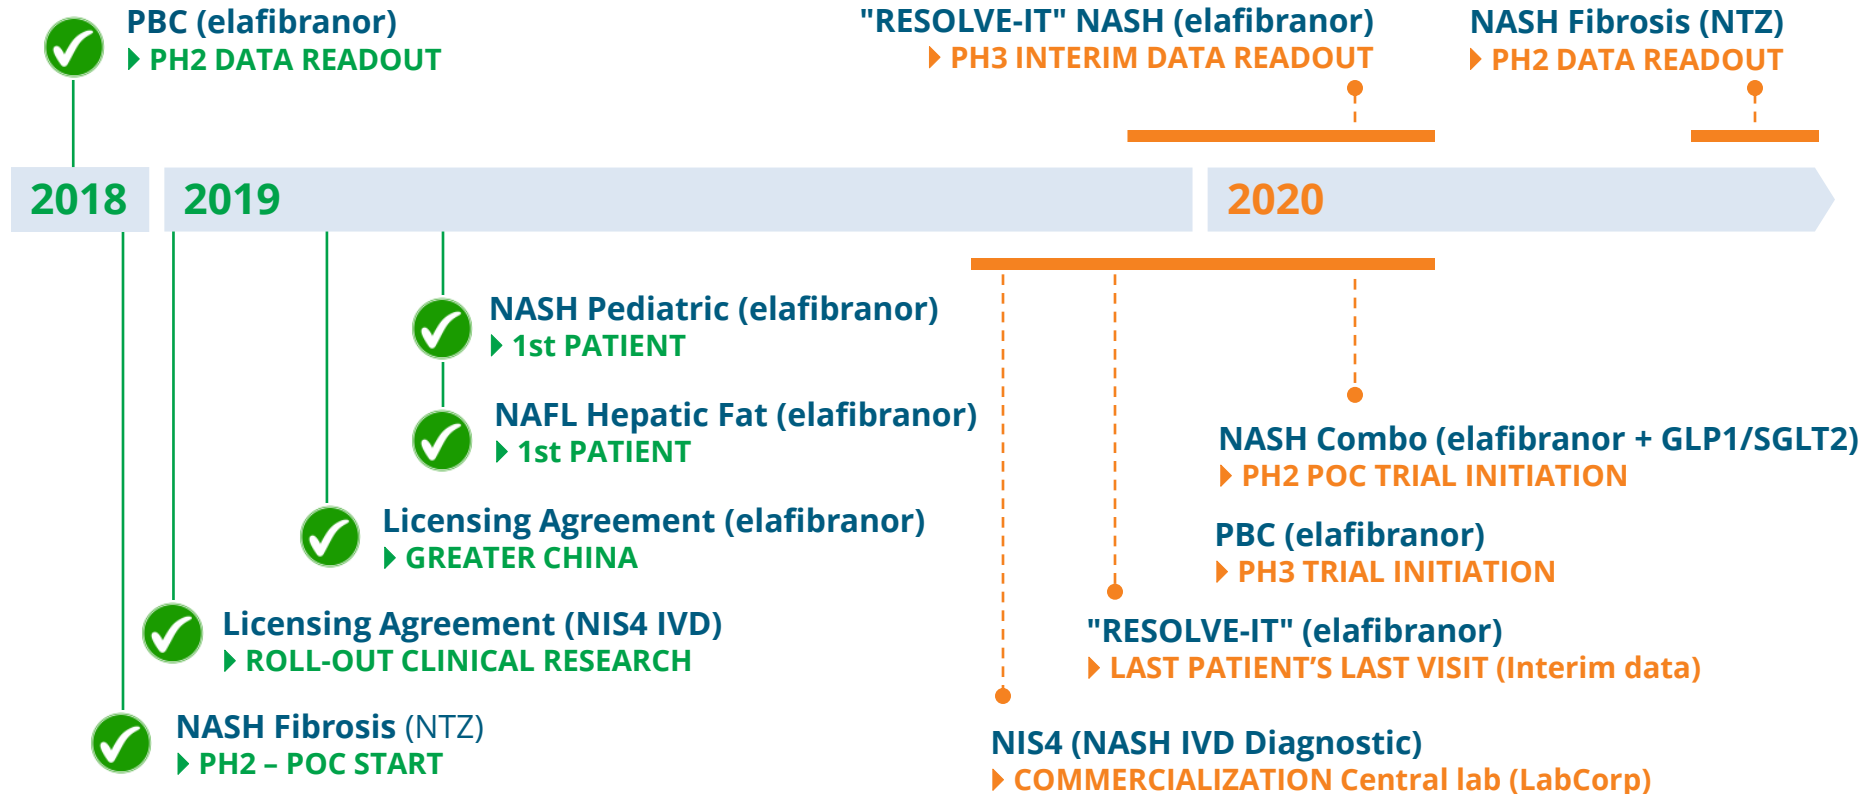 PBC (elafibranor)
PH2 DATA READOUT
"RESOLVE-IT" NASH (elafibranor)
PH3 INTERIM DATA READOUT
NASH Fibrosis (NTZ)
PH2 DATA READOUT
2018
2019
2020
NASH Pediatric (elafibranor)
1st PATIENT
NAFL Hepatic Fat (elafibranor)
1st PATIENT
Licensing Agreement (elafibranor)
GREATER CHINA
Licensing Agreement (NIS4 IVD)
ROLL-OUT CLINICAL RESEARCH
NASH Fibrosis (NTZ)
PH2 – POC START
NASH Combo (elafibranor + GLP1/SGLT2)
PH2 POC TRIAL INITIATION
PBC (elafibranor)
PH3 TRIAL INITIATION
"RESOLVE-IT" (elafibranor)
LAST PATIENT’S LAST VISIT (Interim data)
NIS4 (NASH IVD Diagnostic)
COMMERCIALIZATION Central lab (LabCorp)